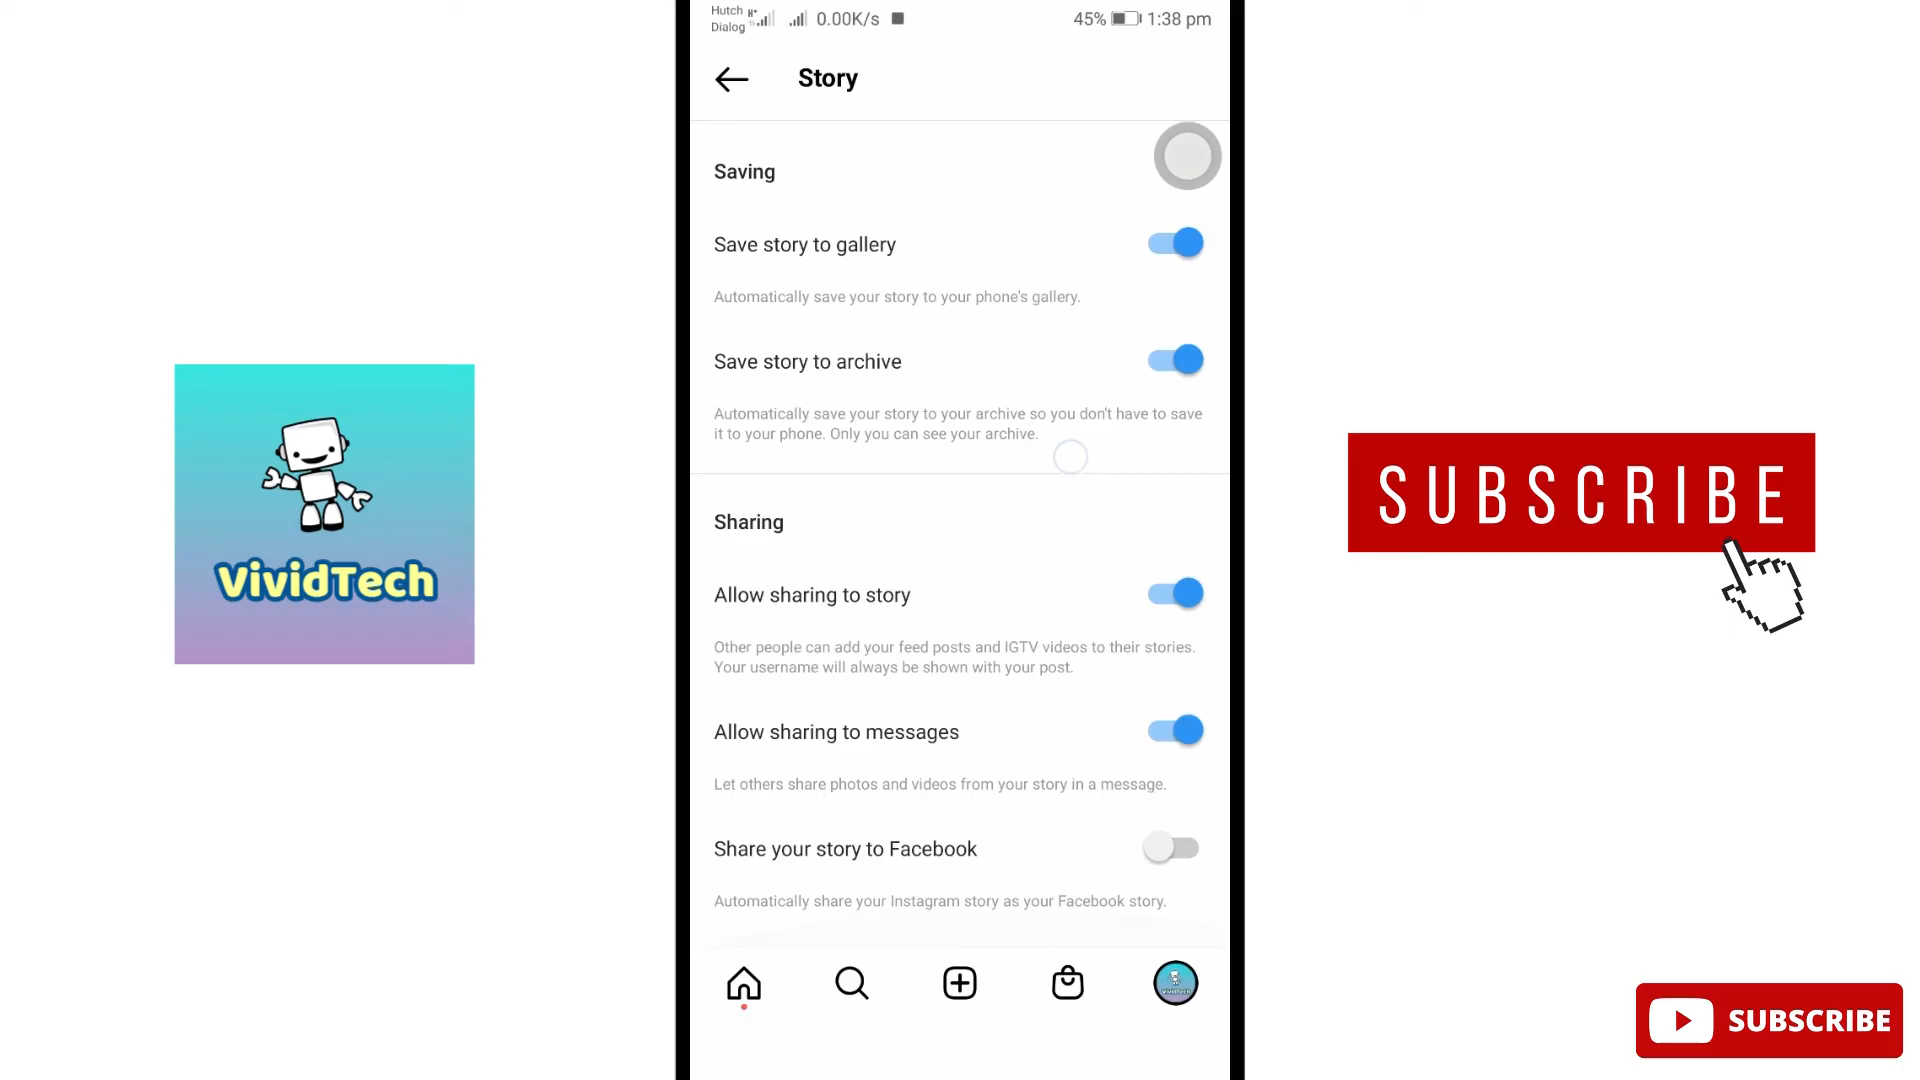 Hutch
Dialog
H+
0.00K/s
45%
1:38 pm
Story
Saving
Save story to gallery
Automatically save your story to your phone's gallery.
Save story to archive
Automatically save your story to your archive so you don't have to save
it to your phone. Only you can see your archive.
Sharing
Allow sharing to story
Other people can add your feed posts and IGTV videos to their stories.
Your username will always be shown with your post.
Allow sharing to messages
Let others share photos and videos from your story in a message.
Share your story to Facebook
Automatically share your Instagram story as your Facebook story.
VividTech
SUBSCRIBE
SUBSCRIBE